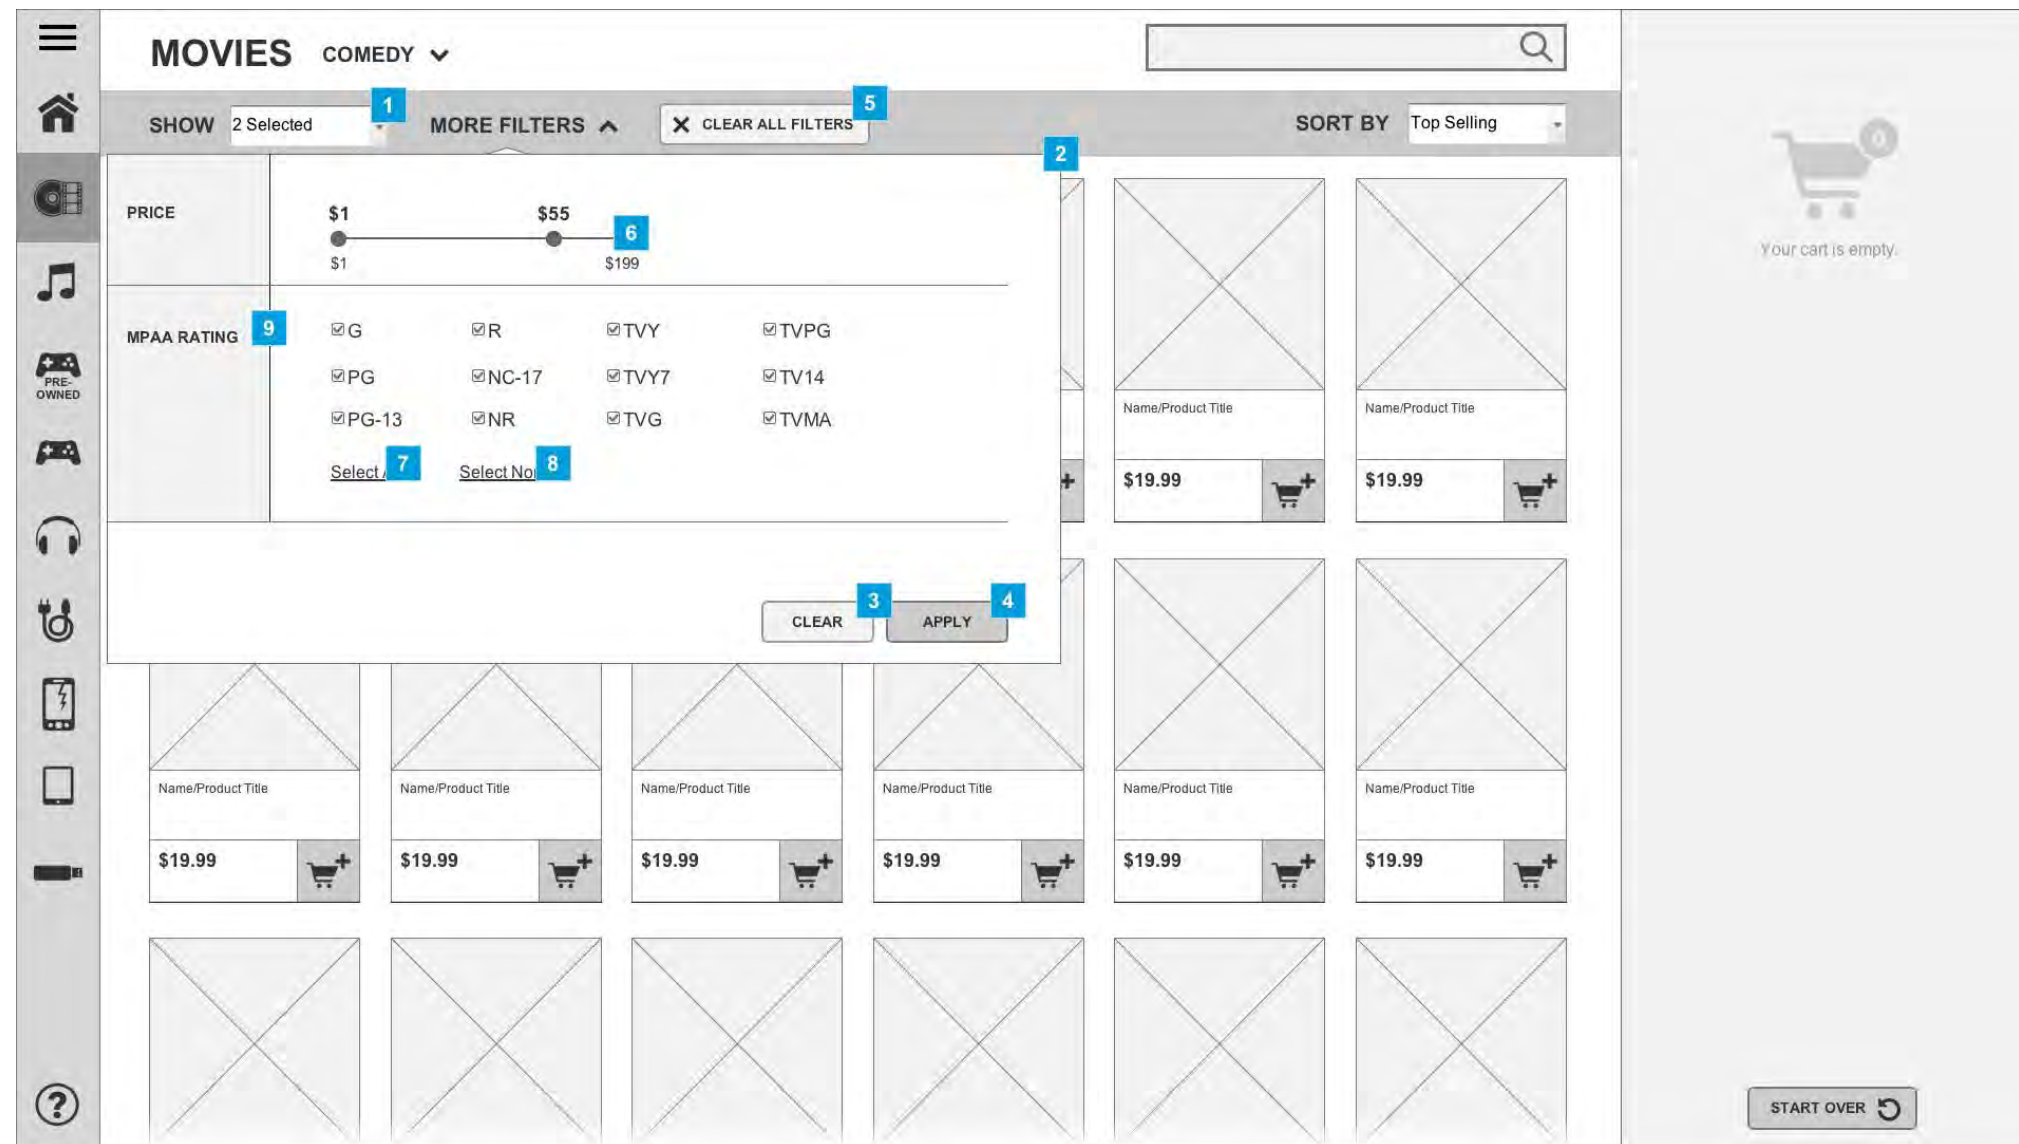 MOVIES COMEDY
1 5
SHOW 2 Selected MORE FILTERS CLEAR ALL FILTERS SORT BY Top Selling
0
2
PRICE $1 $55
6
$1 $199
Your cart is empty.
MPAA RATING 9 G R TVY TVPG
PRE-
OWNED
PG NC-17 TVY7 TV14
PG-13 NR TVG TVMA
Name/Product Title Name/Product Title
Select 7 Select 8
$19.99 $19.99
3 4
CLEAR APPLY
Name/Product Title Name/Product Title Name/Product Title Name/Product Title Name/Product Title Name/Product Title
$19.99 $19.99 $19.99 $19.99 $19.99 $19.99
?
START OVER